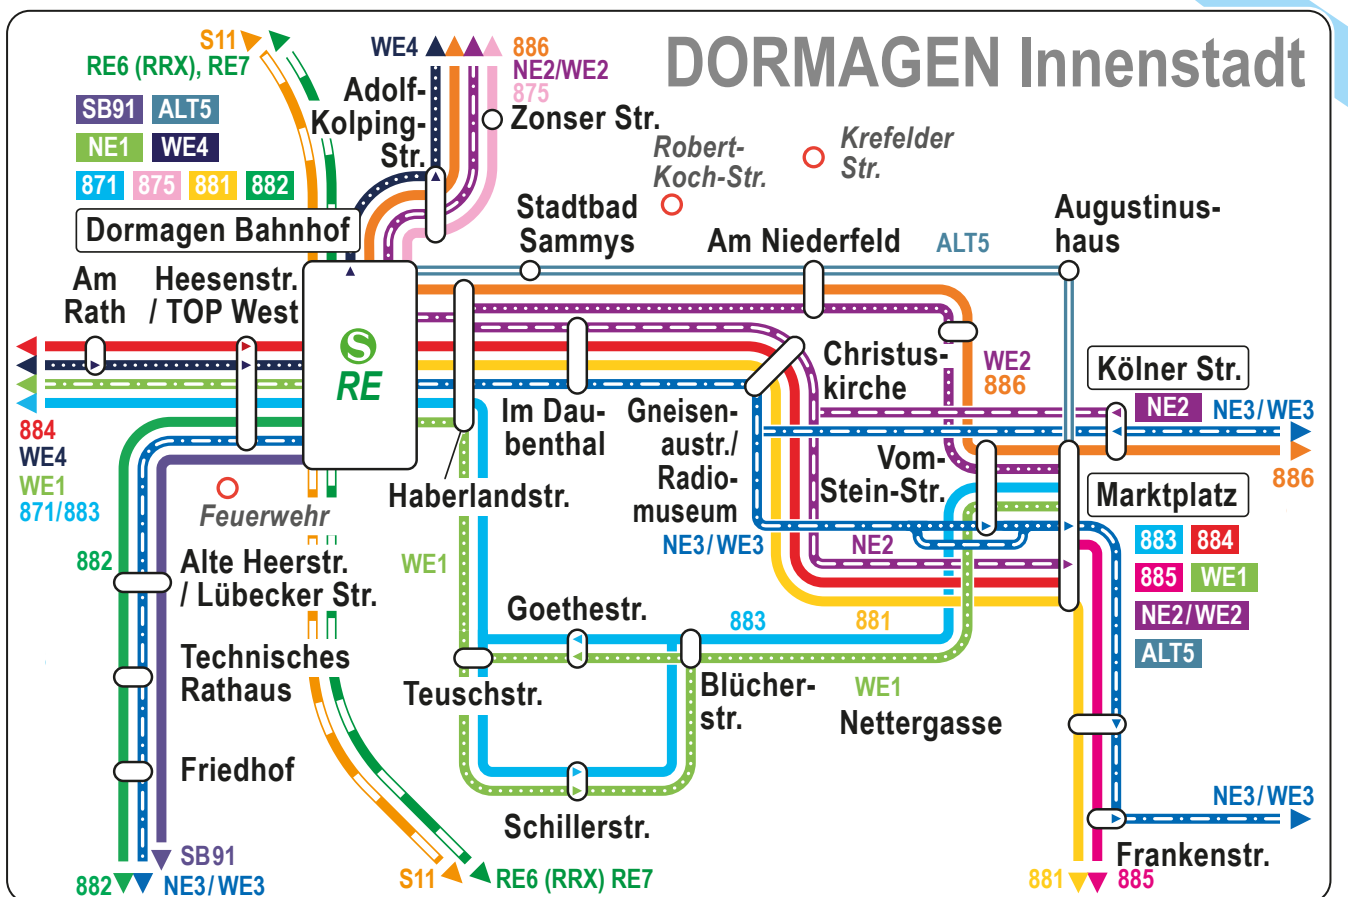 DORMAGEN Innenstadt
S11
RE6 (RRX), RE7
SB91 ALT5
NE1 WE4
871 875 881 882
Dormagen Bahnhof
WE4
886
NE2/WE2
875
Adolf-
Kolping-
Str.
Zonser Str.
Robert-
Koch-Str.
Krefelder
Str.
Stadtbad
Sammys
Am Niederfeld
ALT5
Augustinus-
haus
Am
Rath
Heesenstr.
/ TOP West
S
RE
884
WE4
WE1
871/883
Feuerwehr
Haberlandstr.
Im Dau-
benthal
Gneisen-
austr./
Radio-
museum
NE3/WE3
Christus-
kirche
WE2
886
Kölner Str.
NE2
NE3/WE3
886
Vom-
Stein-Str.
NE2
Marktplatz
883 884
885 WE1
NE2/WE2
ALT5
882
Alte Heerstr.
/ Lübecker Str.
WE1
Goethestr.
883
881
Technisches
Rathaus
Teuschstr.
Blücher-
str.
WE1
Nettergasse
Friedhof
Schillerstr.
NE3/WE3
Frankenstr.
SB91
882
NE3/WE3
S11
RE6 (RRX) RE7
881
885